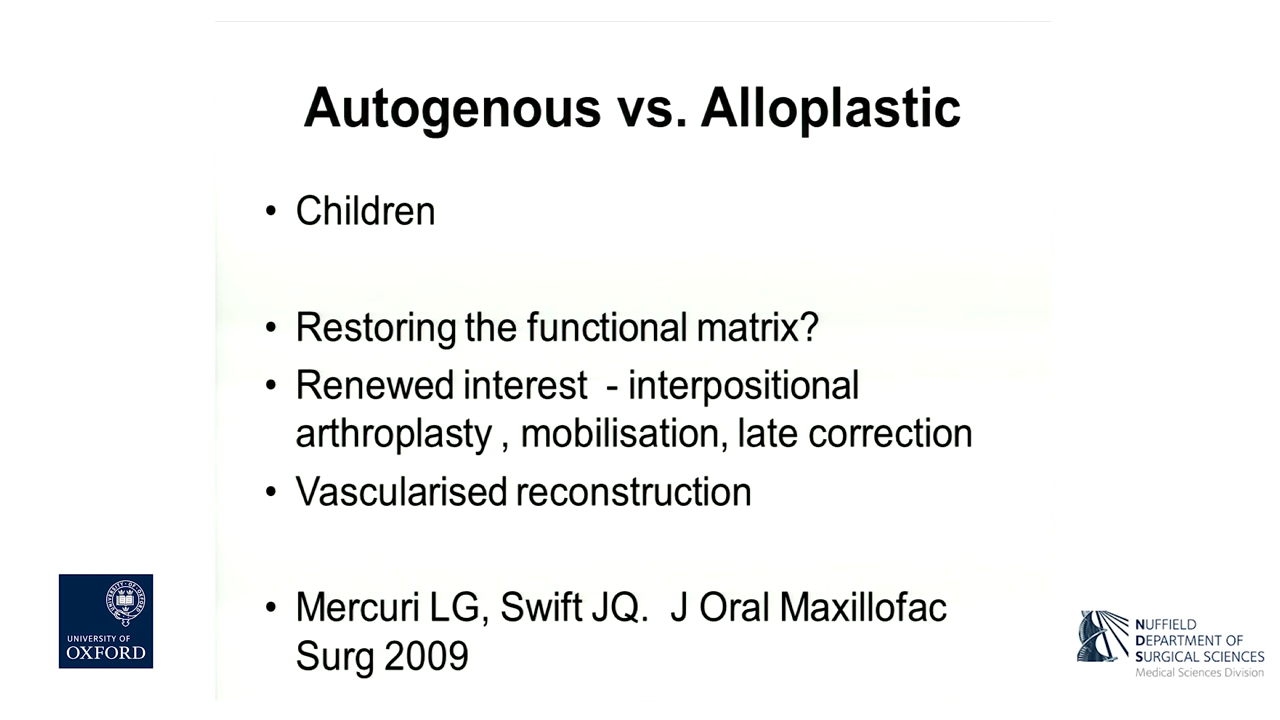 Autogenous vs. Alloplastic
• Children
• Restoring the functional matrix?
• Renewed interest - interpositional
arthroplasty , mobilisation, late correction
• Vascularised reconstruction
• Mercuri LG, Swift JQ. J Oral Maxillofac
Surg 2009
UNIVERSITY OF
OXFORD
NUFFIELD
DEPARTMENT OF
SURGICAL SCIENCES
Medical Sciences Division